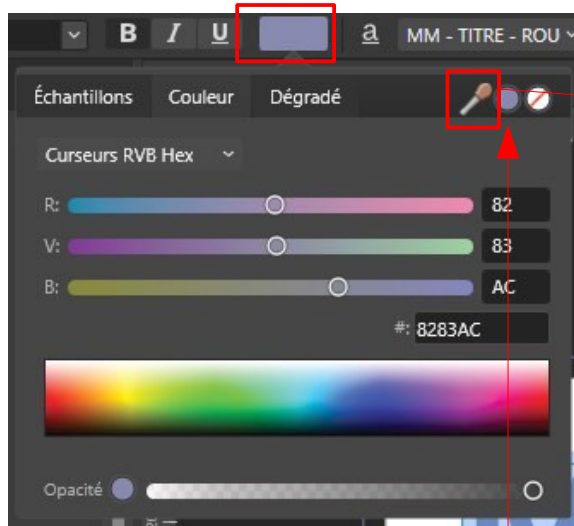 B I U a MM - TITRE - ROU
Échantillons Couleur Dégradé
Curseurs RVB Hex
R: 82
V: 83
B: AC
#: 8283AC
Opacité